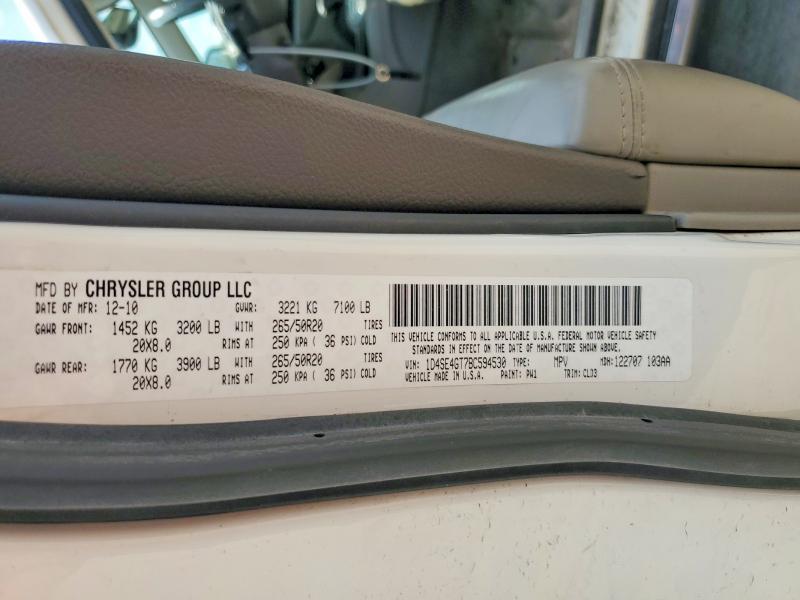 MFD BY CHRYSLER GROUP LLC
DATE OF MFR: 12-10 GVWR: 3221 KG 7100 LB
GAWR FRONT: 1452 KG 3200 LB WITH 265/50R20 TIRES
20X8.0 RIMS AT 250 KPA ( 36 PSI) COLD
GAWR REAR: 1770 KG 3900 LB WITH 265/50R20 TIRES
20X8.0 RIMS AT 250 KPA ( 36 PSI) COLD
THIS VEHICLE CONFORMS TO ALL APPLICABLE U.S.A. FEDERAL MOTOR VEHICLE SAFETY
STANDARDS IN EFFECT ON THE DATE OF MANUFACTURE SHOWN ABOVE.
VIN: 1D4SE4GT7BC594530 MPV MDH:122707 103AA
VEHICLE MADE IN: U.S.A. PAINT: PW1 TRIM: CLD3